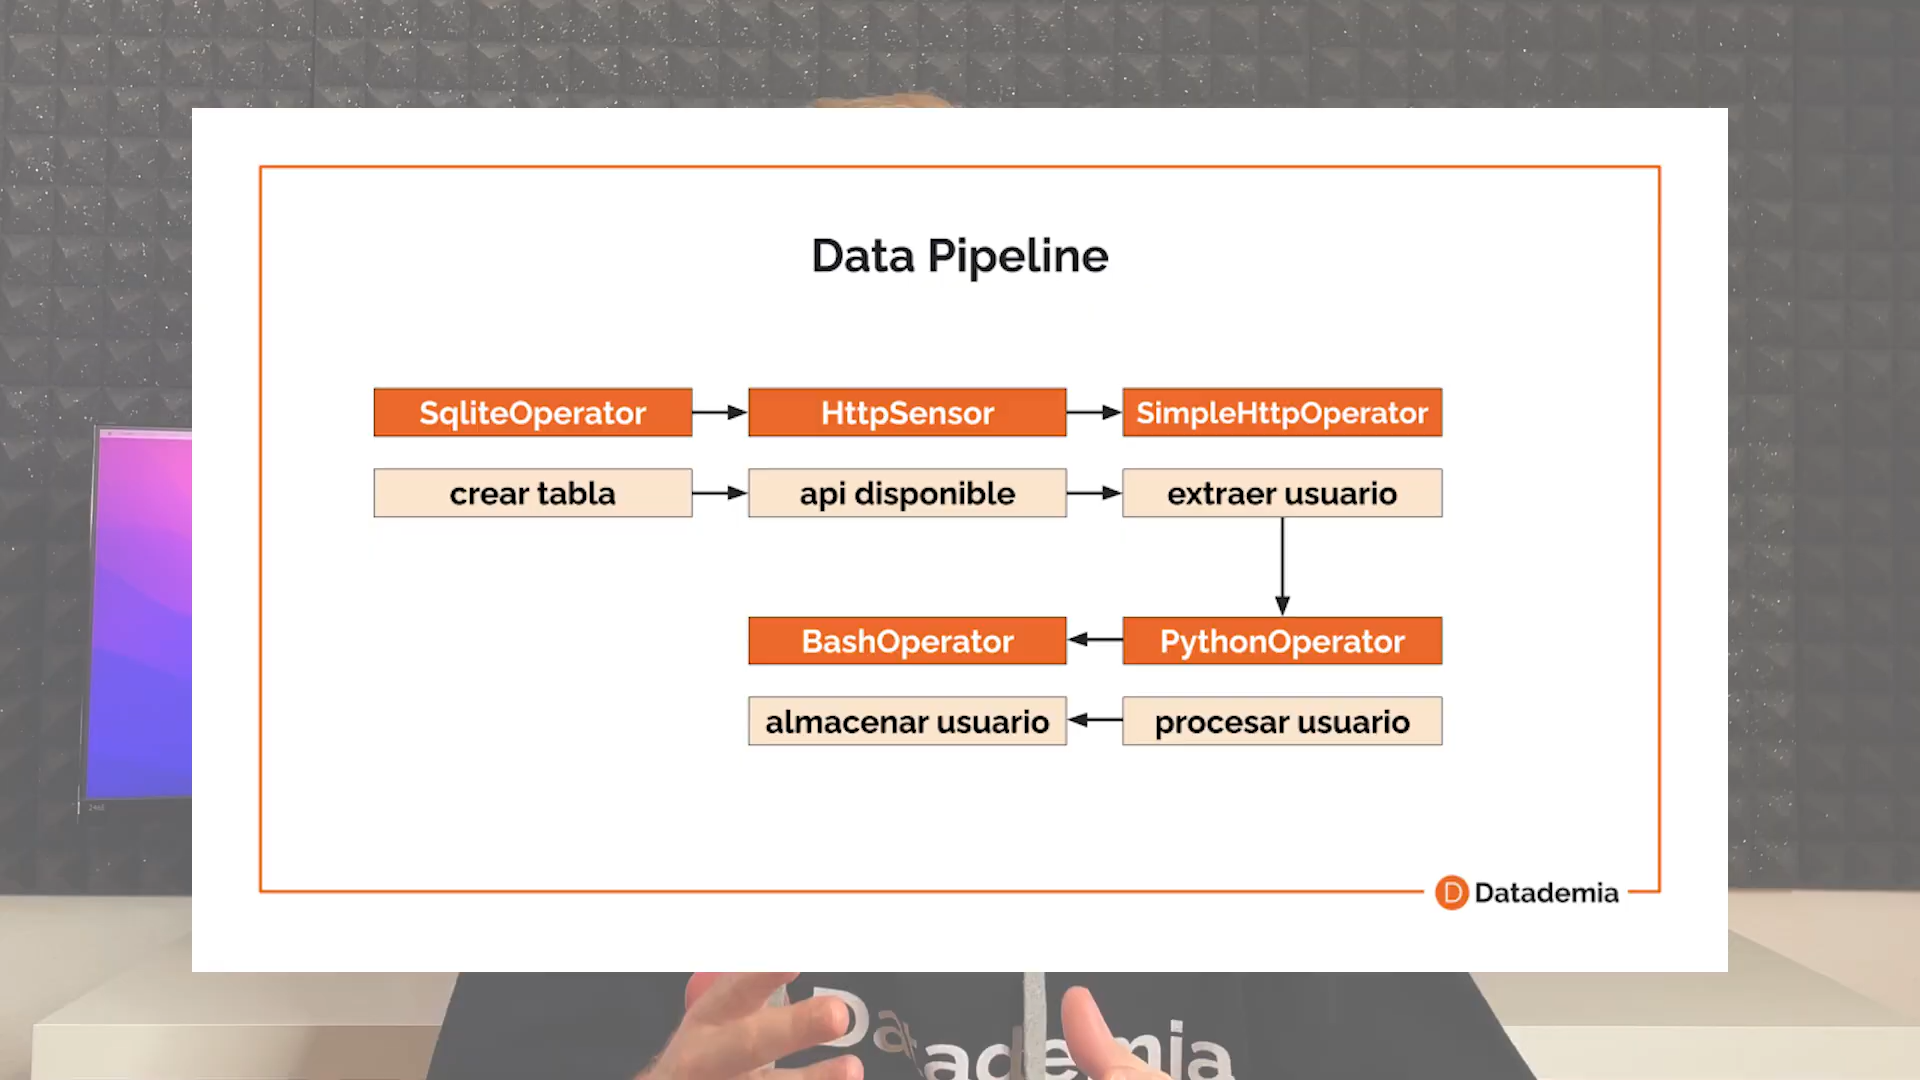 Data Pipeline
SqliteOperator
HttpSensor
SimpleHttpOperator
crear tabla
api disponible
extraer usuario
BashOperator
PythonOperator
almacenar usuario
procesar usuario
Datademia